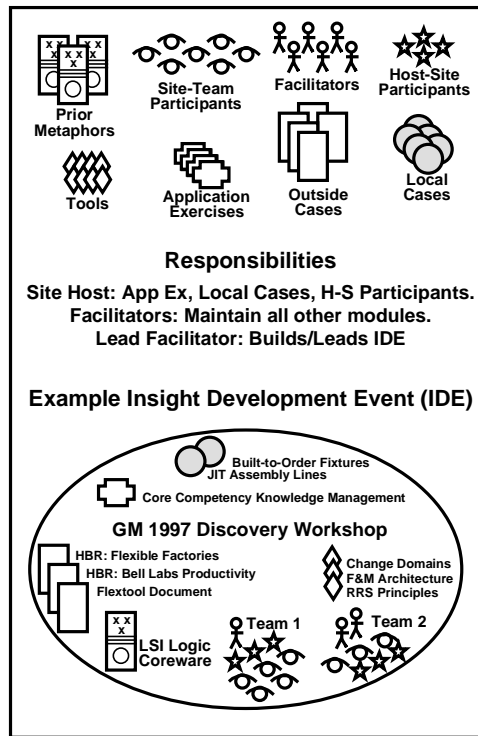 Prior
Metaphors
Site-Team
Participants
Facilitators
Host-Site
Participants
Tools
Application
Exercises
Outside
Cases
Local
Cases
Responsibilities
Site Host: App Ex, Local Cases, H-S Participants.
Facilitators: Maintain all other modules.
Lead Facilitator: Builds/Leads IDE
Example Insight Development Event (IDE)
Built-to-Order Fixtures
JIT Assembly Lines
Core Competency Knowledge Management
GM 1997 Discovery Workshop
HBR: Flexible Factories
HBR: Bell Labs Productivity
Flextool Document
Change Domains
F&M Architecture
RRS Principles
X X
X
LSI Logic
Coreware
Team 1
Team 2